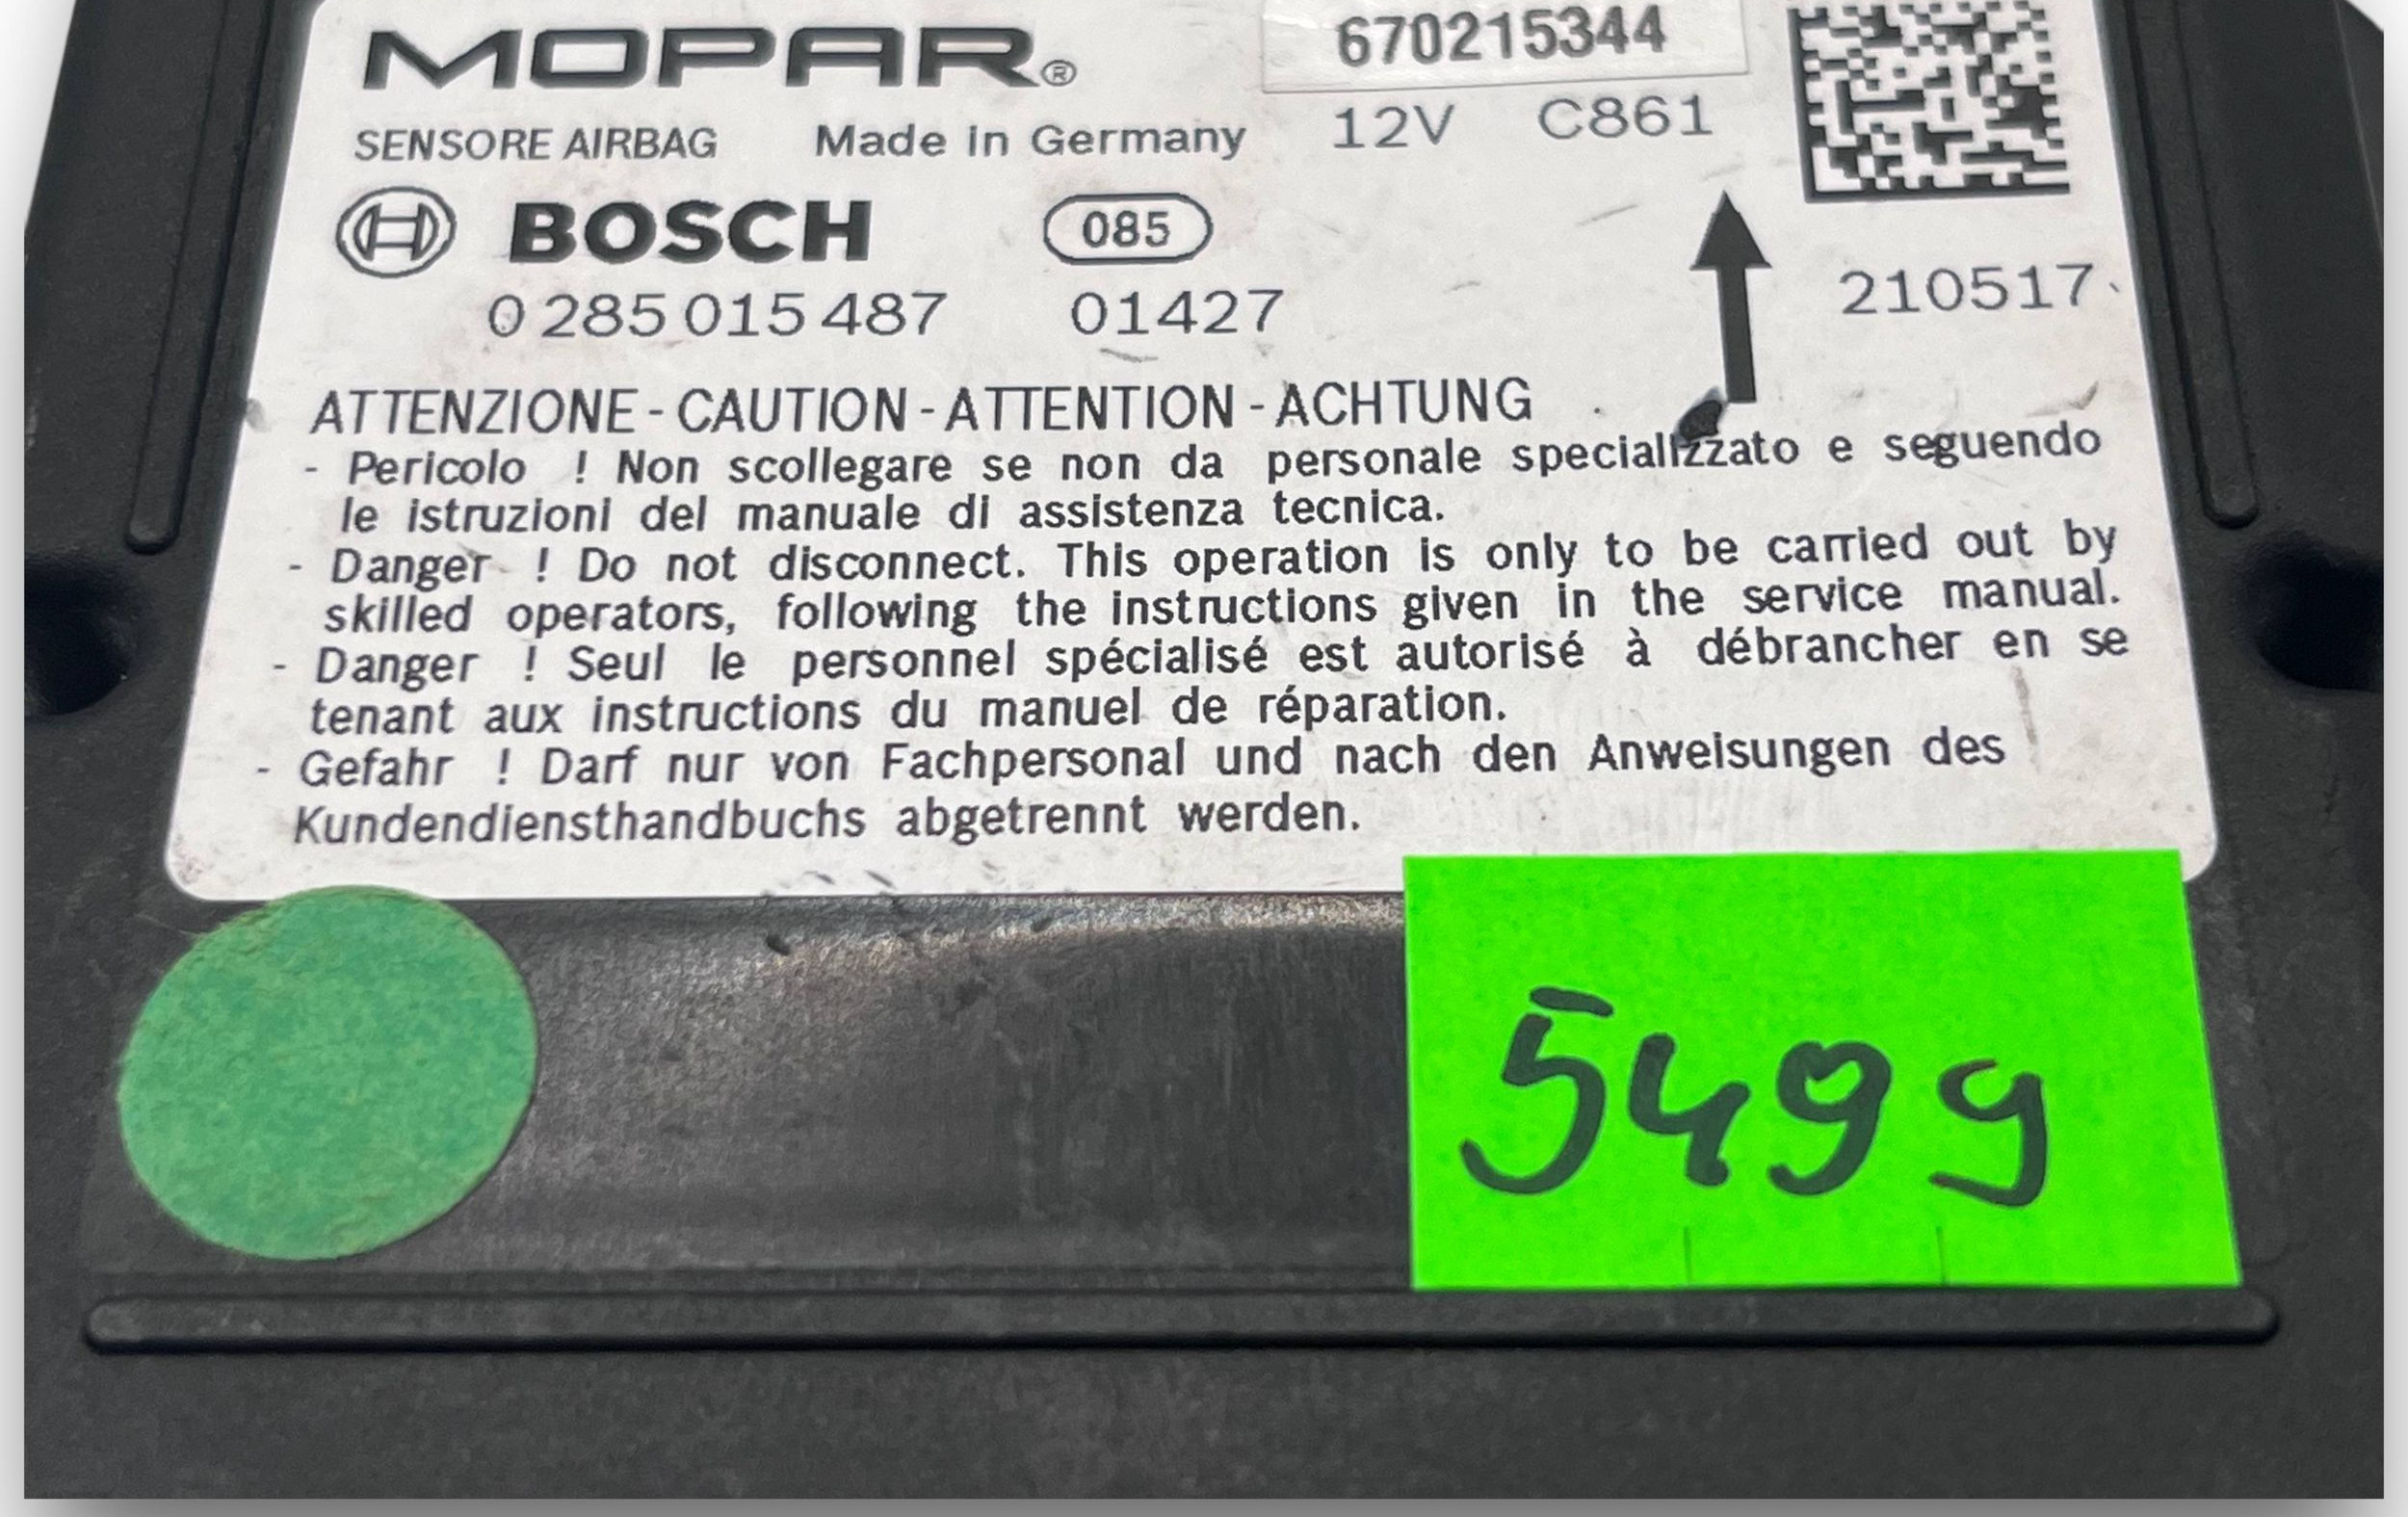 MOPAR®
670215344
SENSORE AIRBAG Made in Germany 12V C861
BOSCH 085
0 285 015 487 01427 210517
ATTENZIONE - CAUTION - ATTENTION - ACHTUNG
- Pericolo ! Non scollegare se non da personale specializzato e seguendo
le istruzioni del manuale di assistenza tecnica.
- Danger ! Do not disconnect. This operation is only to be carried out by
skilled operators, following the instructions given in the service manual.
- Danger ! Seul le personnel spécialisé est autorisé à débrancher en se
tenant aux instructions du manuel de réparation.
- Gefahr ! Darf nur von Fachpersonal und nach den Anweisungen des
Kundendiensthandbuchs abgetrennt werden.
549g